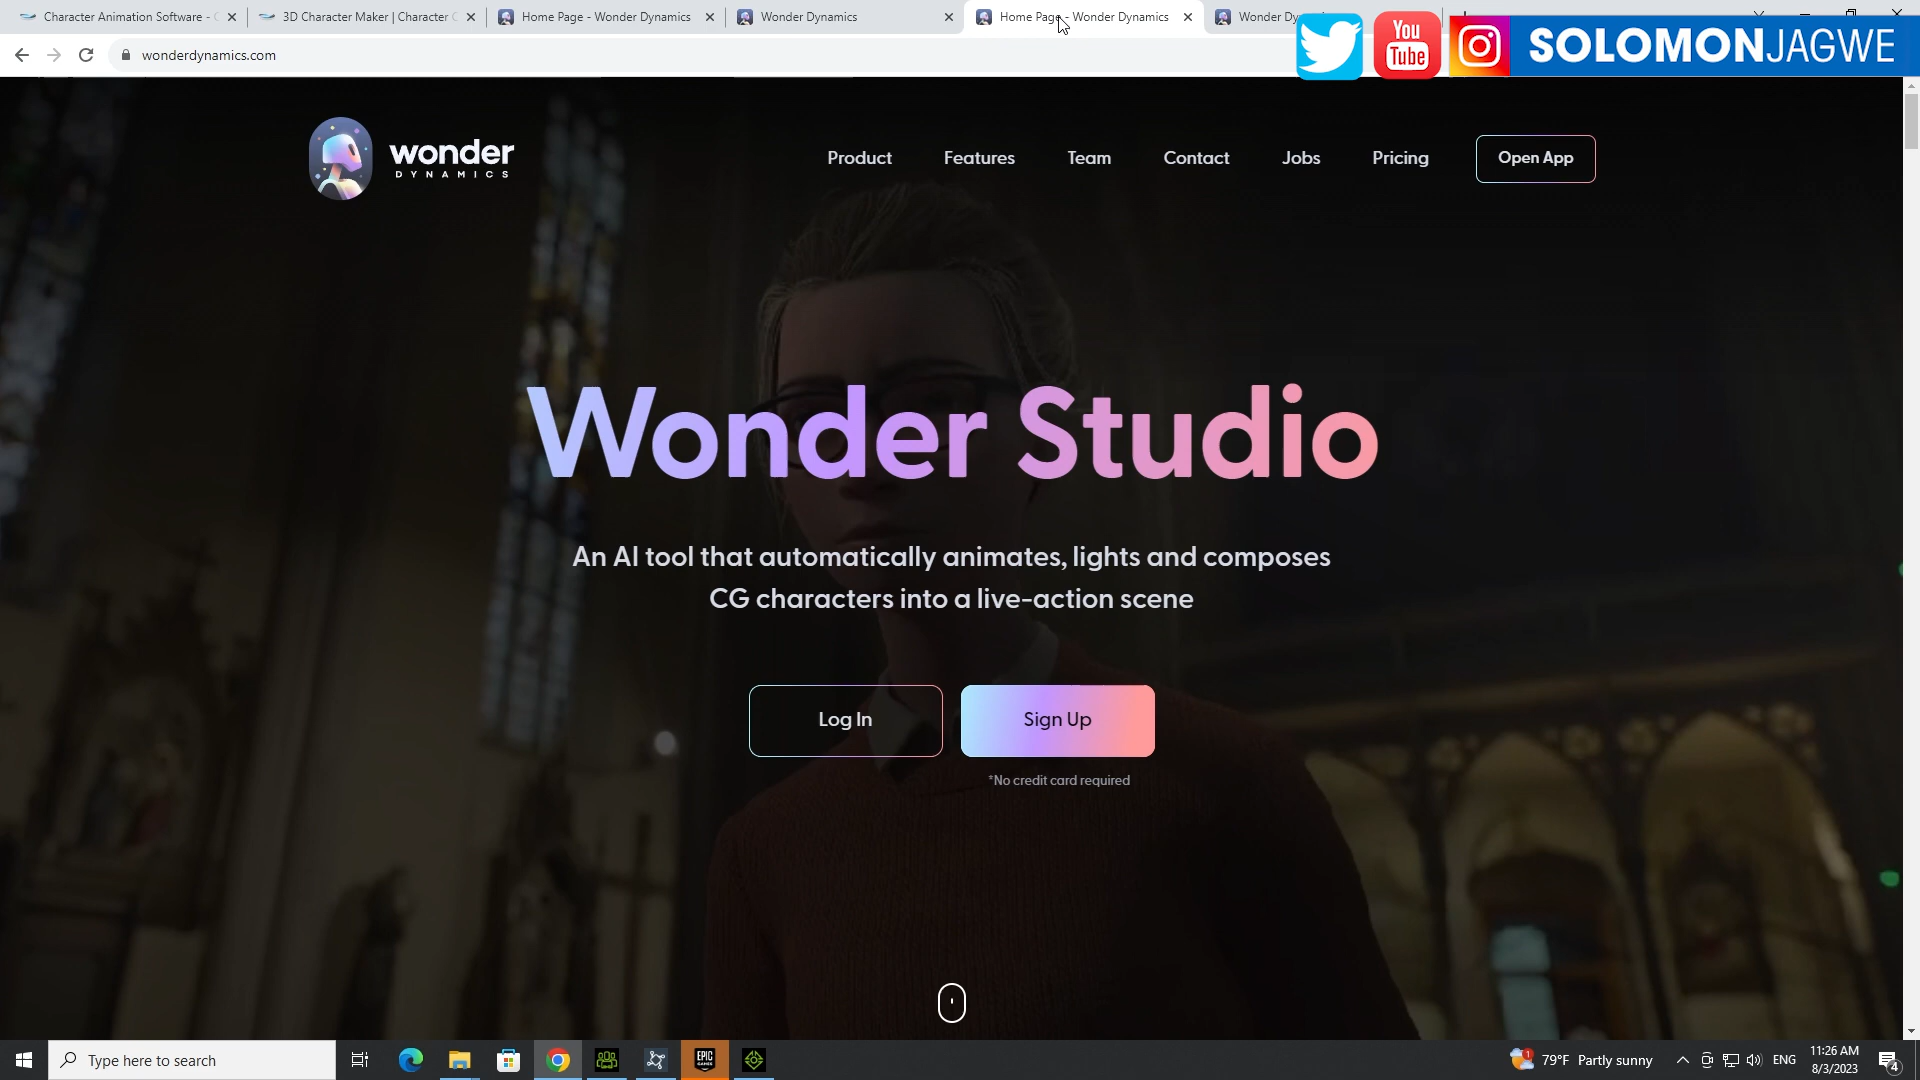 Character Animation Software -
3D Character Maker | Character
Home Page - Wonder Dynamics
Wonder Dynamics
Home Page - Wonder Dynamics
wonderdynamics.com
You
Tube
SOLOMONJAGWE
wonder
DYNAMICS
Product
Features
Team
Contact
Jobs
Pricing
Open App
Wonder Studio
An AI tool that automatically animates, lights and composes
CG characters into a live-action scene
Log In
Sign Up
*No credit card required
Type here to search
EPIC
GAMES
1
79°F Partly sunny
ENG
11:26 AM
8/3/2023
4